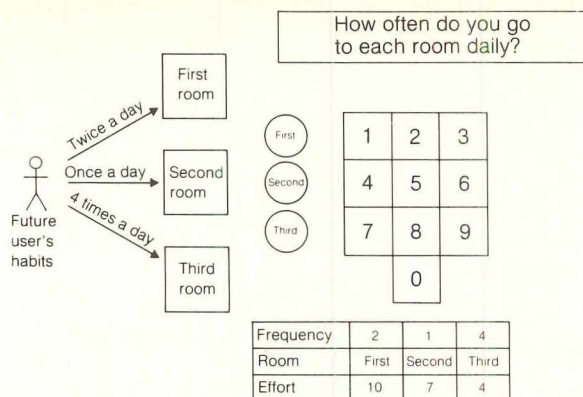 How often do you go
to each room daily?
First
room
Twice a day
Once a day
4 times a day
Second
room
Third
room
Future
user's
habits
First
Second
Third
1 2 3
4 5 6
7 8 9
0
Frequency 2 1 4
Room First Second Third
Effort 10 7 4